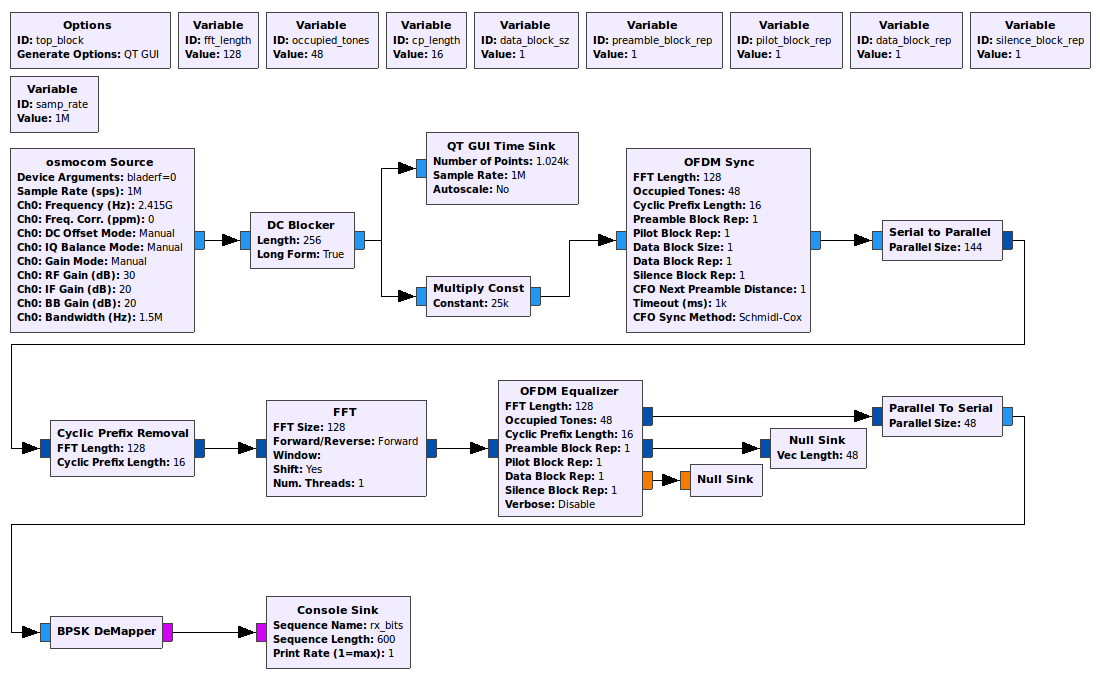 Options
ID: top_block
Generate Options: QT GUI
Variable
ID: fft_length
Value: 128
Variable
ID: occupied_tones
Value: 48
Variable
ID: cp_length
Value: 16
Variable
ID: data_block_sz
Value: 1
Variable
ID: preamble_block_rep
Value: 1
Variable
ID: pilot_block_rep
Value: 1
Variable
ID: data_block_rep
Value: 1
Variable
ID: silence_block_rep
Value: 1
Variable
ID: samp_rate
Value: 1M
osmocom Source
Device Arguments: bladerf=0
Sample Rate (sps): 1M
Ch0: Frequency (Hz): 2.415G
Ch0: Freq. Corr. (ppm): 0
Ch0: DC Offset Mode: Manual
Ch0: IQ Balance Mode: Manual
Ch0: Gain Mode: Manual
Ch0: RF Gain (dB): 30
Ch0: IF Gain (dB): 20
Ch0: BB Gain (dB): 20
Ch0: Bandwidth (Hz): 1.5M
DC Blocker
Length: 256
Long Form: True
QT GUI Time Sink
Number of Points: 1.024k
Sample Rate: 1M
Autoscale: No
Multiply Const
Constant: 25k
OFDM Sync
FFT Length: 128
Occupied Tones: 48
Cyclic Prefix Length: 16
Preamble Block Rep: 1
Pilot Block Rep: 1
Data Block Size: 1
Data Block Rep: 1
Silence Block Rep: 1
CFO Next Preamble Distance: 1
Timeout (ms): 1k
CFO Sync Method: Schmidl-Cox
Serial to Parallel
Parallel Size: 144
Cyclic Prefix Removal
FFT Length: 128
Cyclic Prefix Length: 16
FFT
FFT Size: 128
Forward/Reverse: Forward
Window:
Shift: Yes
Num. Threads: 1
OFDM Equalizer
FFT Length: 128
Occupied Tones: 48
Cyclic Prefix Length: 16
Preamble Block Rep: 1
Pilot Block Rep: 1
Data Block Rep: 1
Silence Block Rep: 1
Verbose: Disable
Parallel To Serial
Parallel Size: 48
Null Sink
Vec Length: 48
Null Sink
BPSK DeMapper
Console Sink
Sequence Name: rx_bits
Sequence Length: 600
Print Rate (1=max): 1